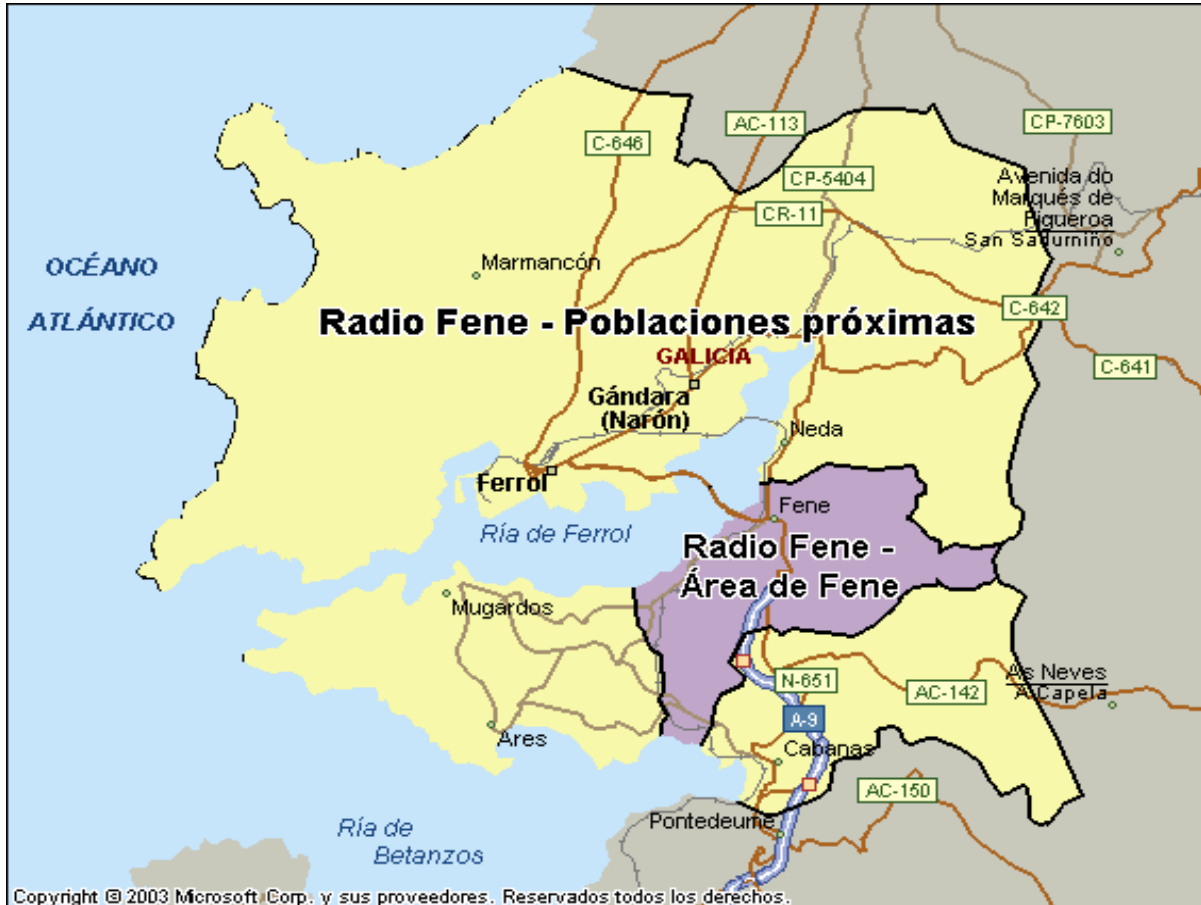 C-646
AC-113
CP-7603
CP-5404
CR-11
Avenida do
Marqués de
Figueroa
San Sadurniño
OCÉANO
ATLÁNTICO
Marmancón
Radio Fene - Poblaciones próximas
C-642
GALICIA
C-641
Gándara
(Narón)
Neda
Ferrol
Fene
Ría de Ferrol
Radio Fene -
Área de Fene
Mugardos
As Neves
A Capela
N-651
AC-142
A-9
Ares
Cabanas
AC-150
Pontedeume
Ría de
Betanzos
Copyright © 2003 Microsoft Corp. y sus proveedores. Reservados todos los derechos.